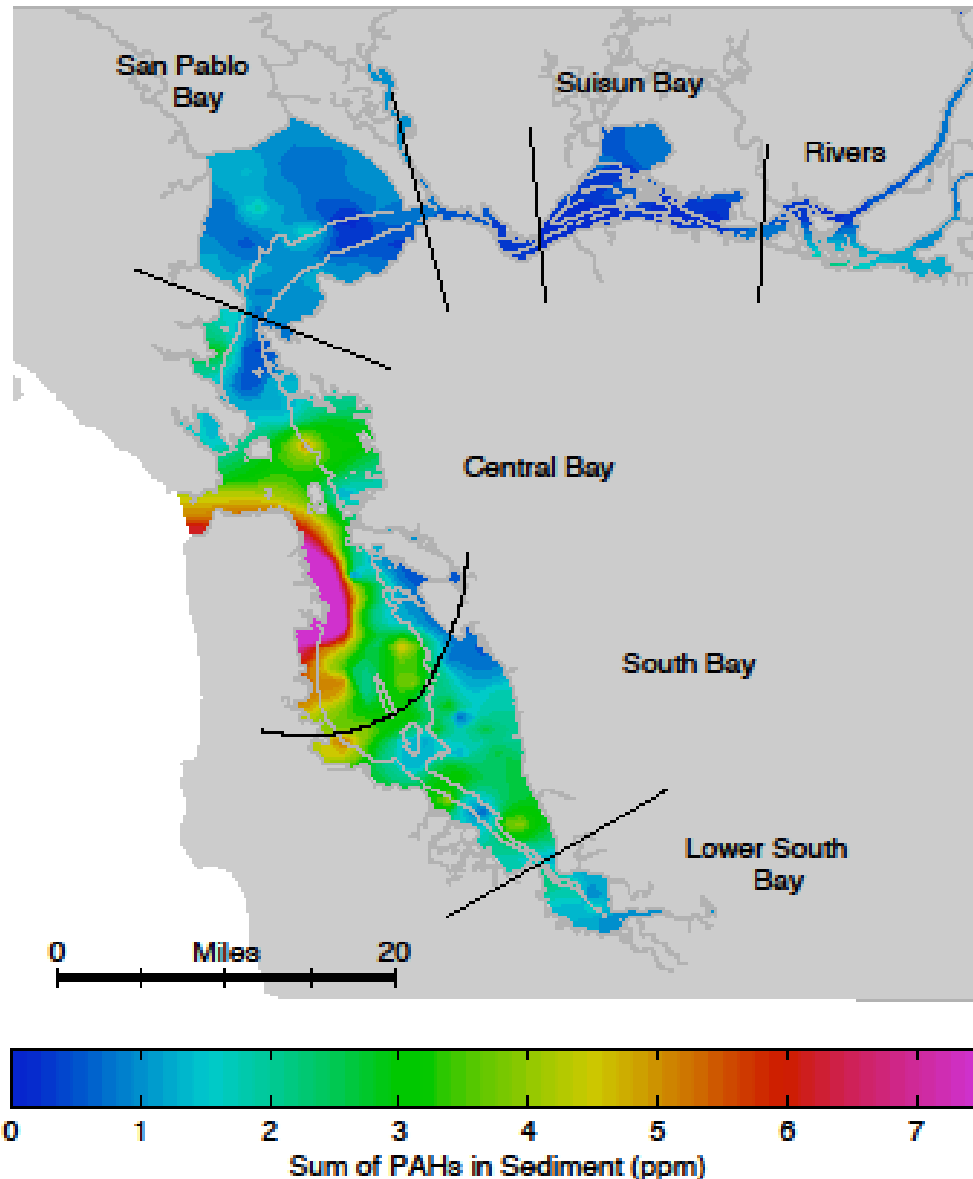 San Pablo
Bay
Suisun Bay
Rivers
Central Bay
South Bay
Lower South
Bay
0 Miles 20
0 1 2 3 4 5 6 7
Sum of PAHs in Sediment (ppm)